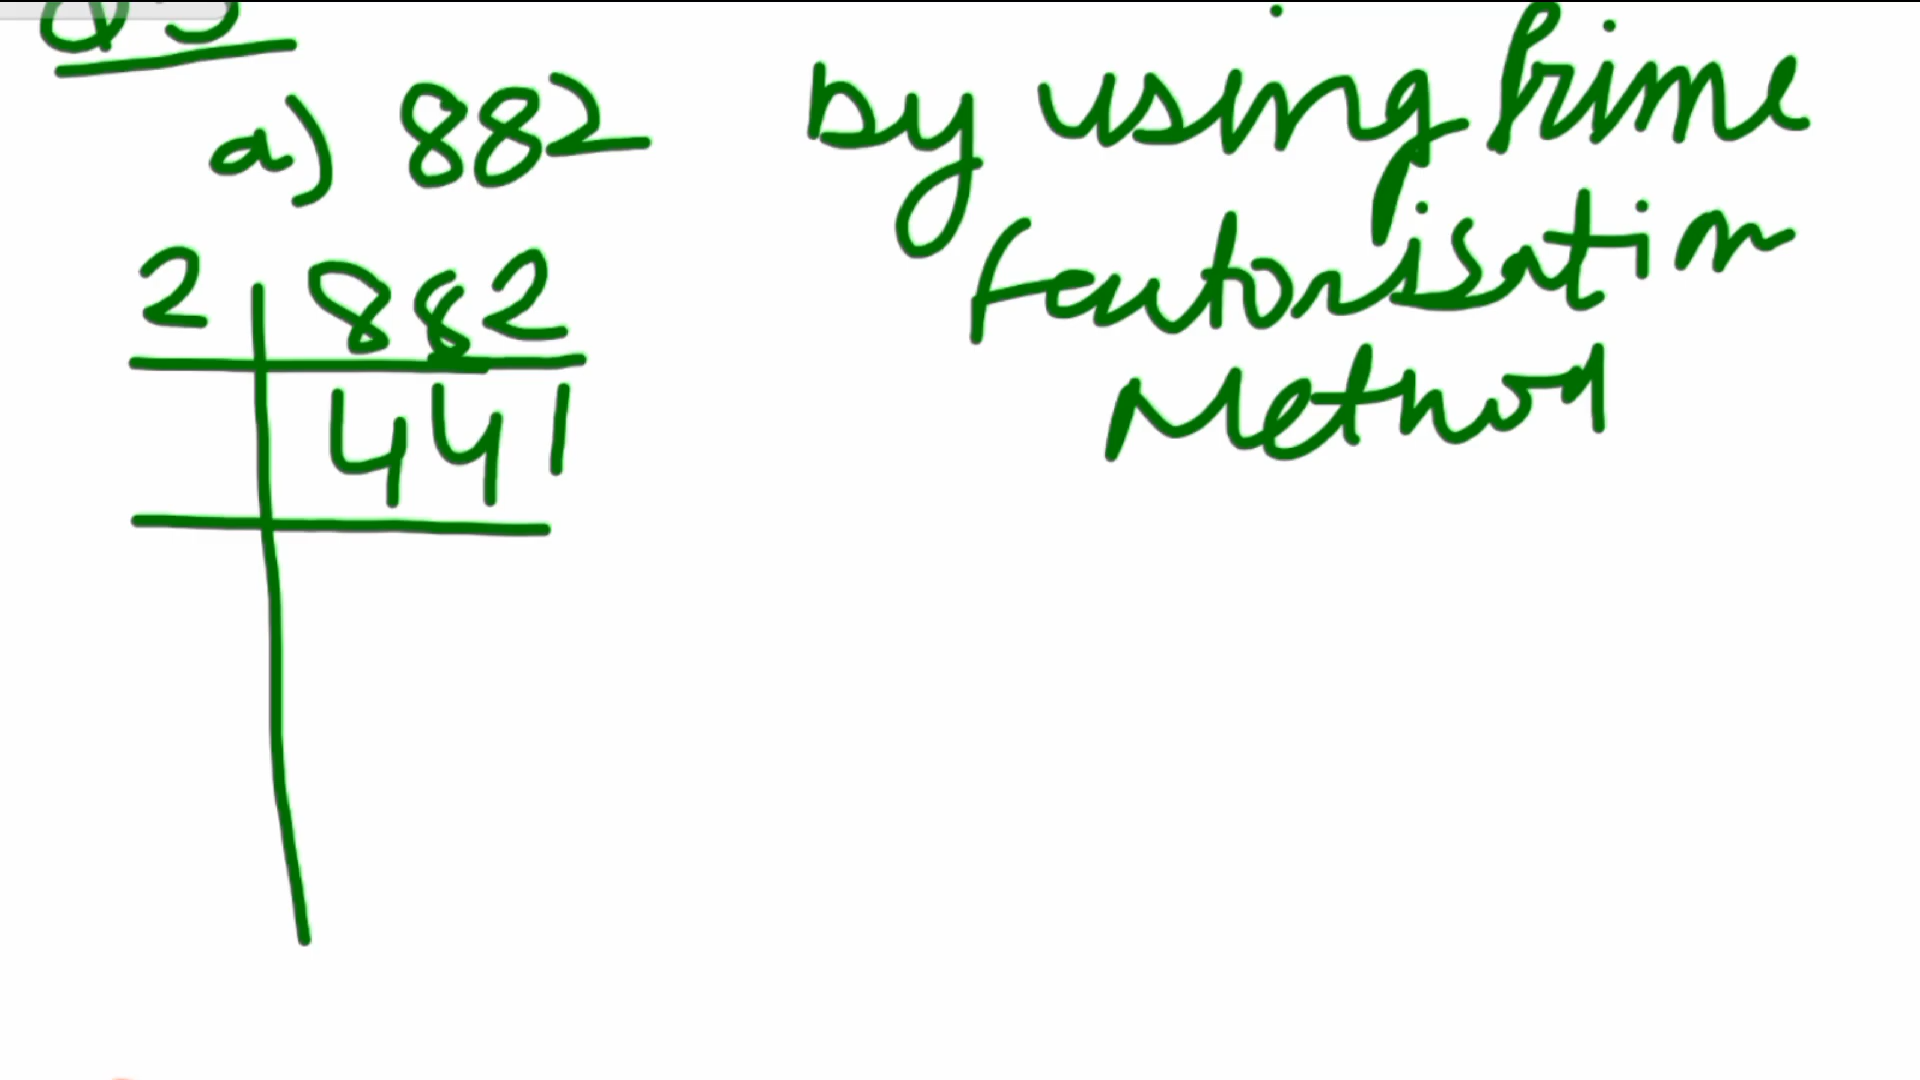 a) 882 by using Prime
Factorisation
Method
2 882
441